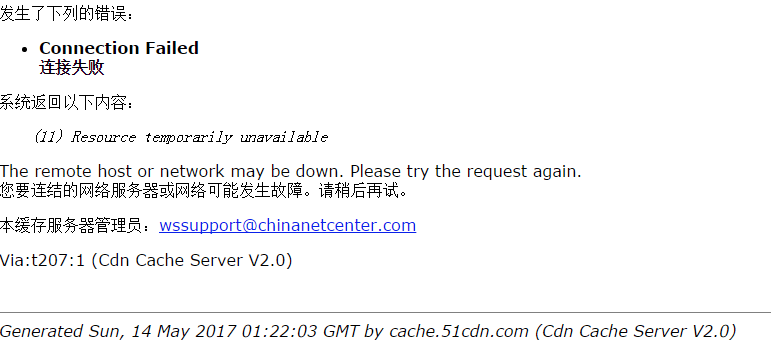 发生了下列的错误：
Connection Failed
连接失败
系统返回以下内容：
(11) Resource temporarily unavailable
The remote host or network may be down. Please try the request again.
您要连结的网络服务器或网络可能发生故障。请稍后再试。
本缓存服务器管理员：wssupport@chinanetcenter.com
Via:t207:1 (Cdn Cache Server V2.0)
Generated Sun, 14 May 2017 01:22:03 GMT by cache.51cdn.com (Cdn Cache Server V2.0)